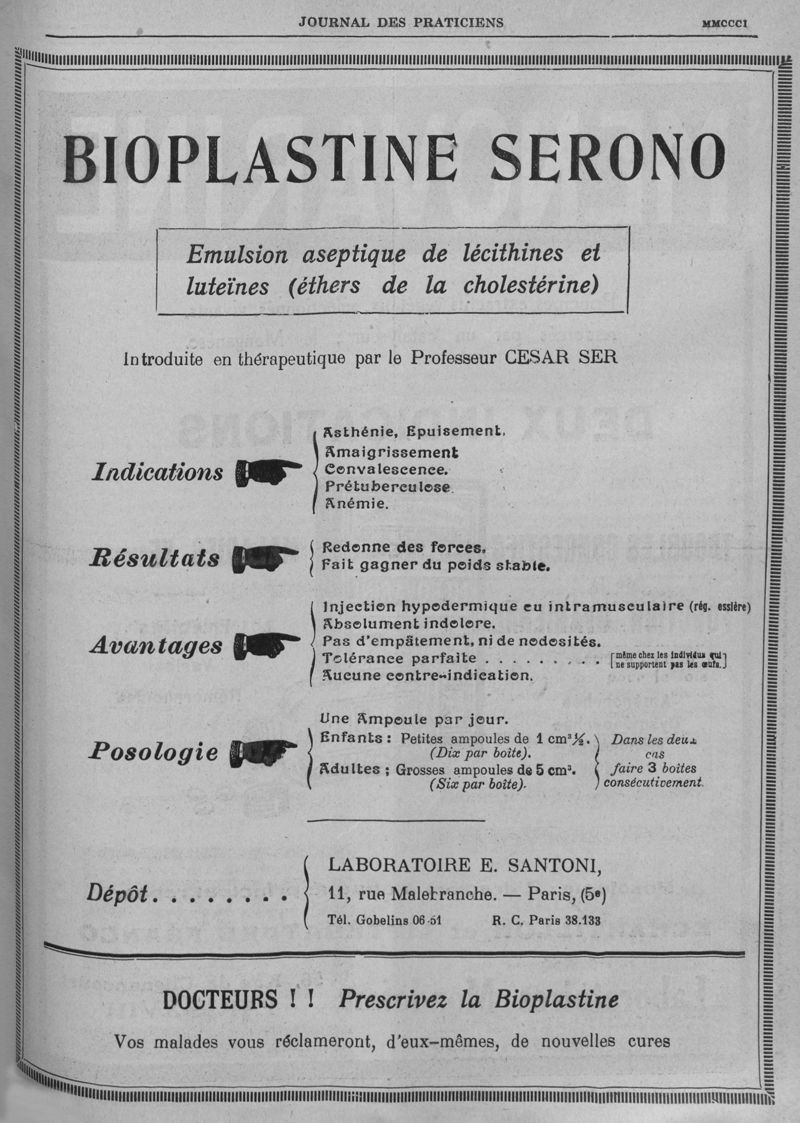 JOURNAL DES PRATICIENS MMCCCI
BIOPLASTINE SERONO
Emulsion aseptique de lécithines et
luteïnes (éthers de la cholestérine)
Introduite en thérapeutique par le Professeur CESAR SER
Indications
Asthénie, Epuisement,
Amaigrissement
Convalescence.
Prétuberculose
Anémie.
Résultats
Redonne des forces,
Fait gagner du poids stable.
Avantages
Injection hypodermique ou intramusculaire (rég. essière)
Absolument indolore.
Pas d'empâtement, ni de nodosités.
Tolérance parfaite . . . . . . . . . [même chez les individus qui
ne supportent pas les œufs.]
Aucune contre-indication.
Posologie
Une Ampoule par jour.
Enfants : Petites ampoules de 1 cm³ ½.
(Dix par boîte).
Adultes ; Grosses ampoules de 5 cm³.
(Six par boîte).
Dans les deux
cas
faire 3 boites
consécutivement.
Dépôt. . . . . . . . .
LABORATOIRE E. SANTONI,
11, rue Malebranche. — Paris, (5e)
Tél. Gobelins 06-51 R. C. Paris 38.133
DOCTEURS ! ! Prescrivez la Bioplastine
Vos malades vous réclameront, d'eux-mêmes, de nouvelles cures